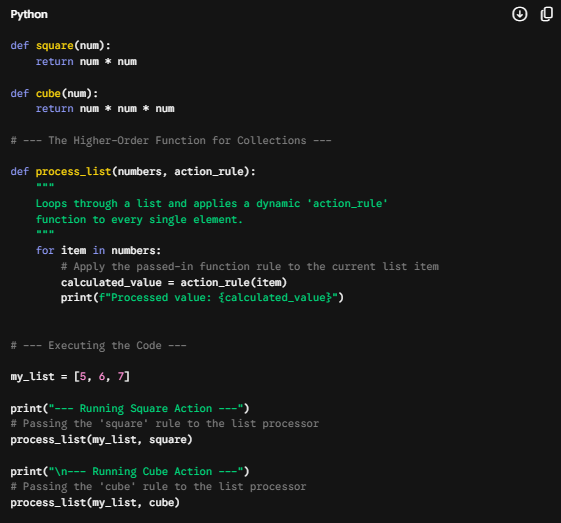 Python
def square(num):
    return num * num
def cube(num):
    return num * num * num
# --- The Higher-Order Function for Collections ---
def process_list(numbers, action_rule):
    """
    Loops through a list and applies a dynamic 'action_rule'
    function to every single element.
    """
    for item in numbers:
        # Apply the passed-in function rule to the current list item
        calculated_value = action_rule(item)
        print(f"Processed value: {calculated_value}")
# --- Executing the Code ---
my_list = [5, 6, 7]
print("--- Running Square Action ---")
# Passing the 'square' rule to the list processor
process_list(my_list, square)
print("\n--- Running Cube Action ---")
# Passing the 'cube' rule to the list processor
process_list(my_list, cube)